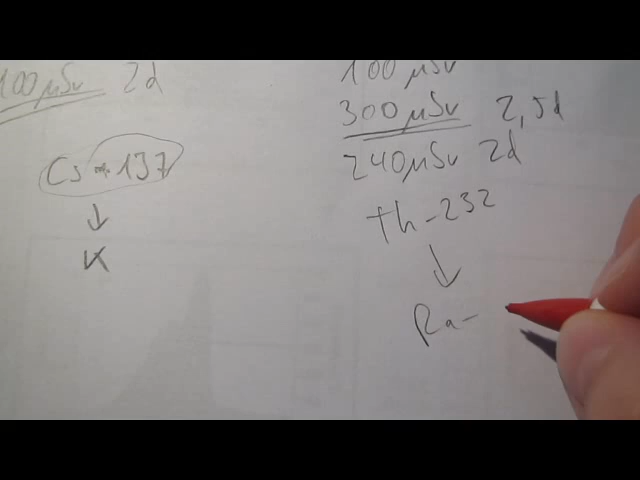 100 µSv 2d
Cs-137
↓
K
100 µSv
300 µSv 2,5d
240 µSv 2d
Th-232
↓
Ra-